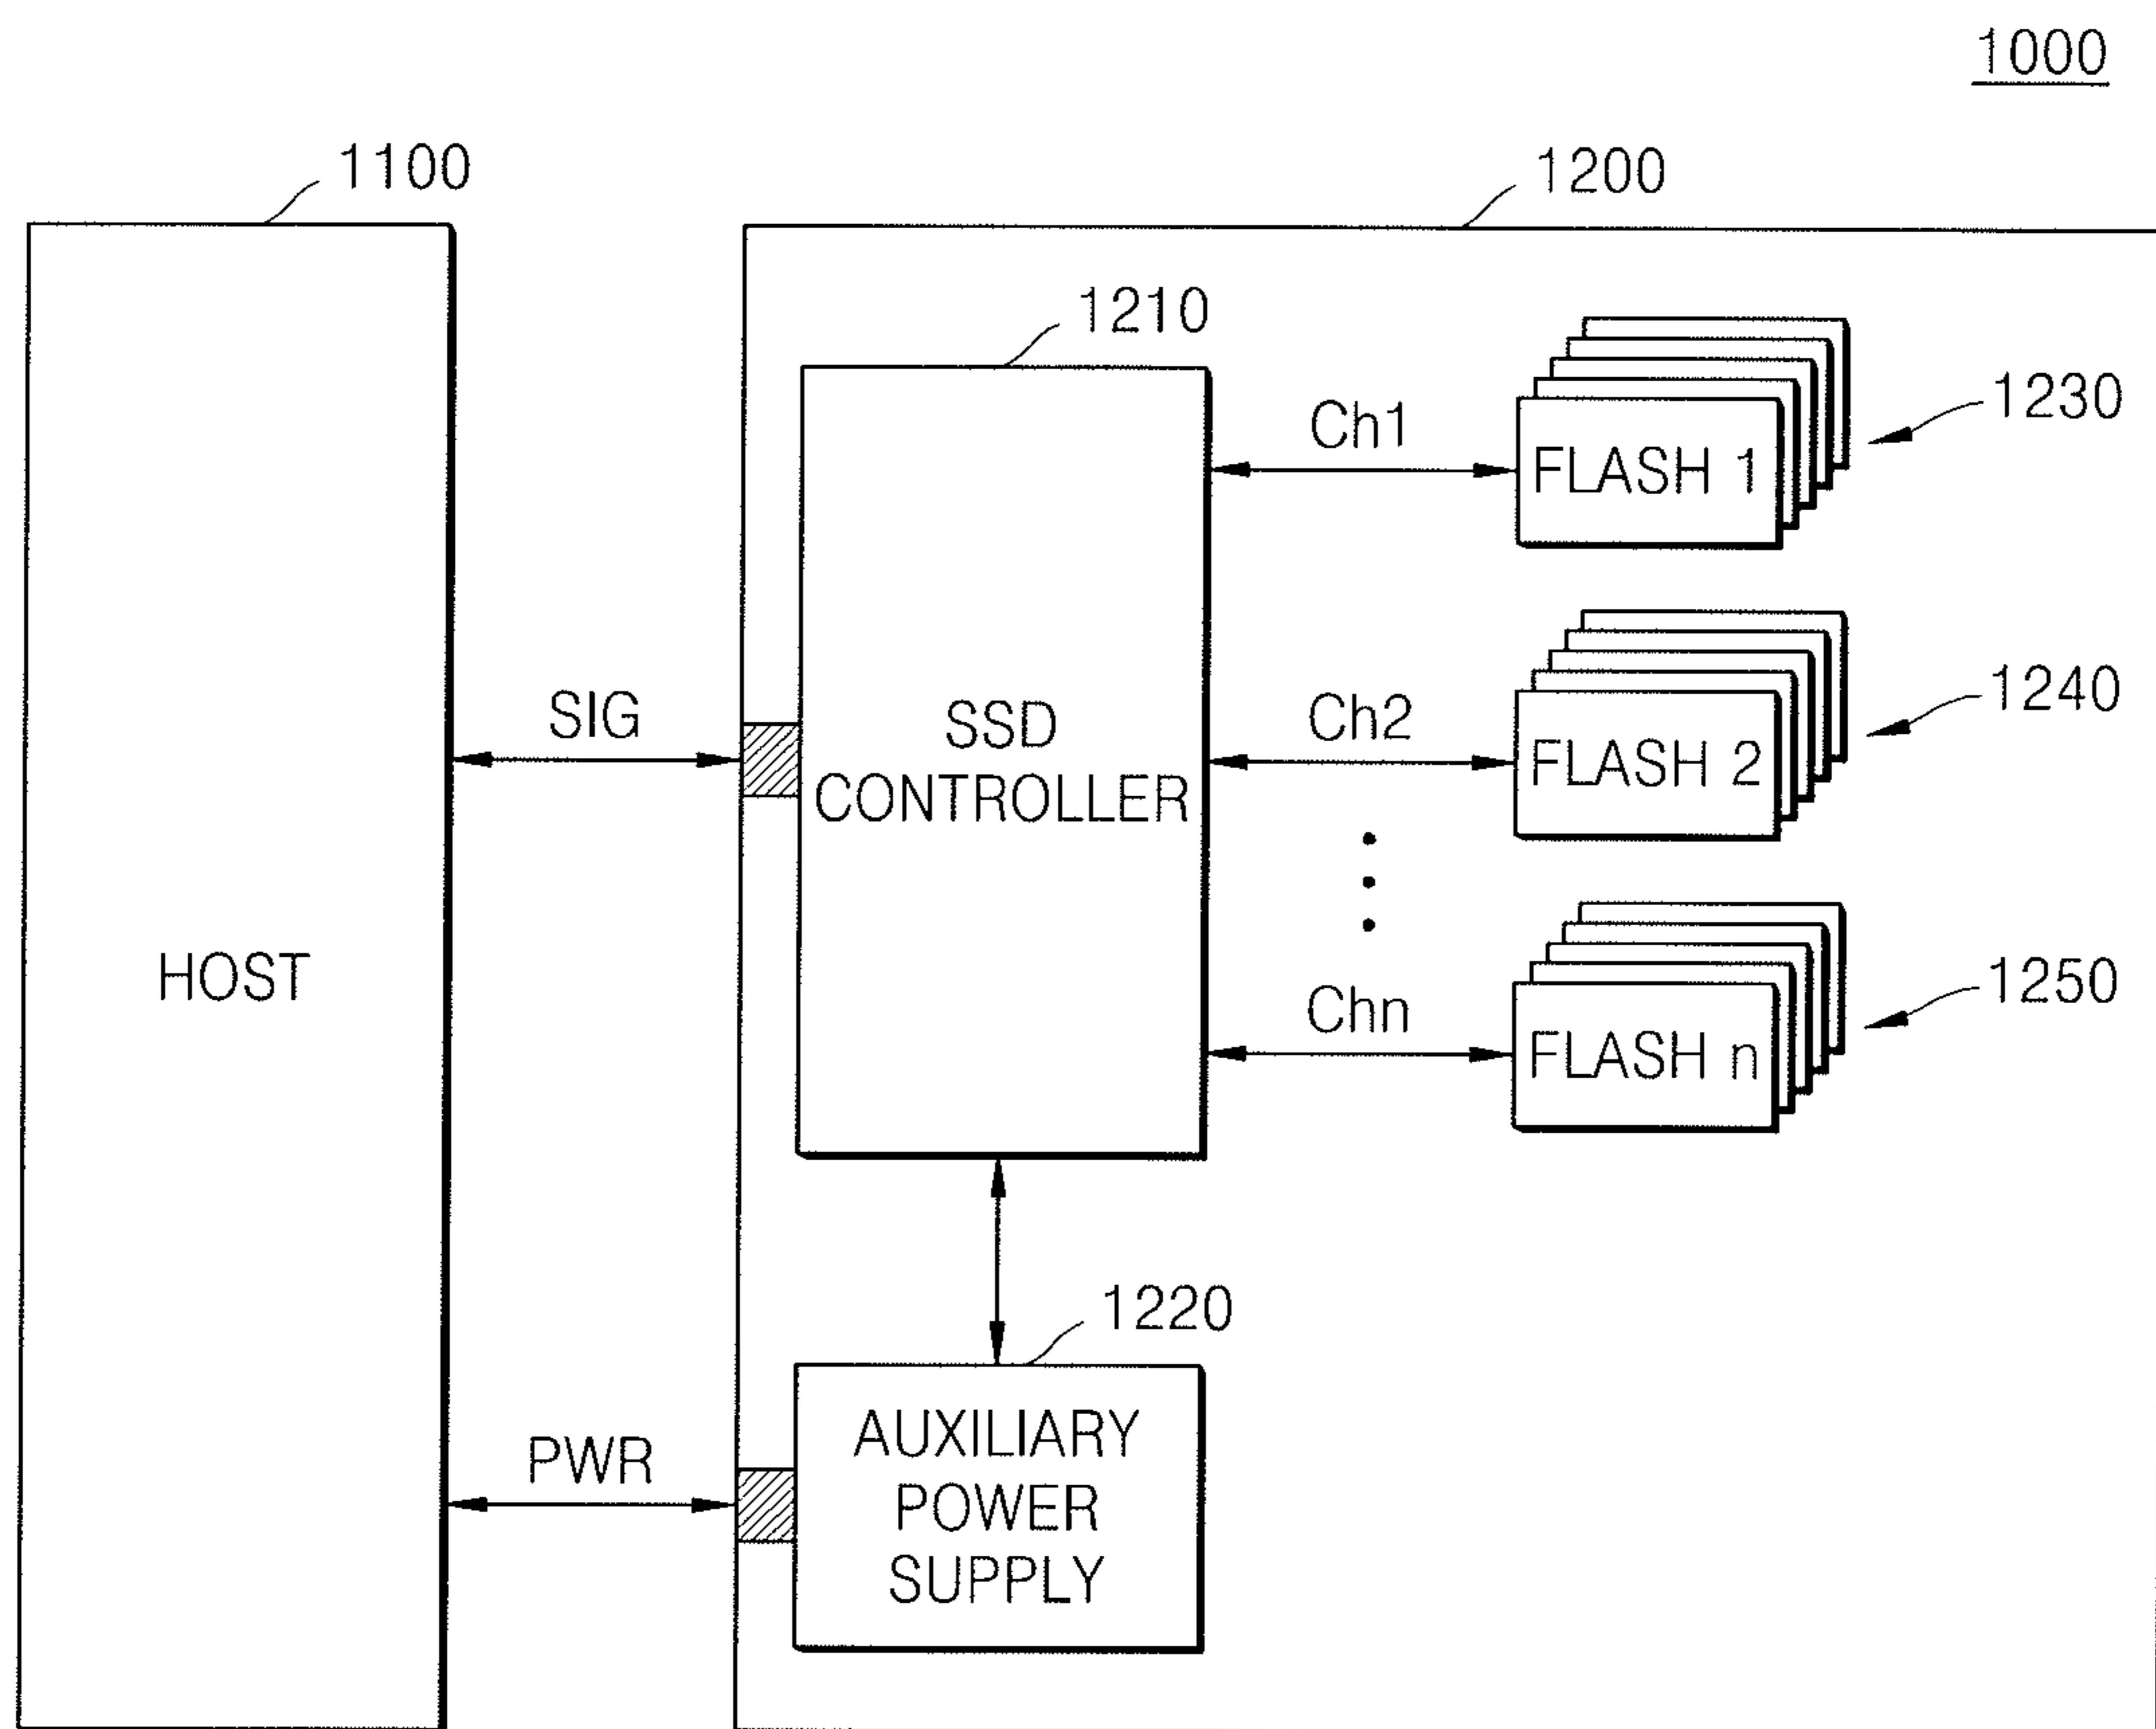 1000
1100
1200
1210
Ch1
FLASH 1
1230
SIG
SSD
CONTROLLER
Ch2
FLASH 2
1240
HOST
Chn
FLASH n
1250
1220
PWR
AUXILIARY
POWER
SUPPLY